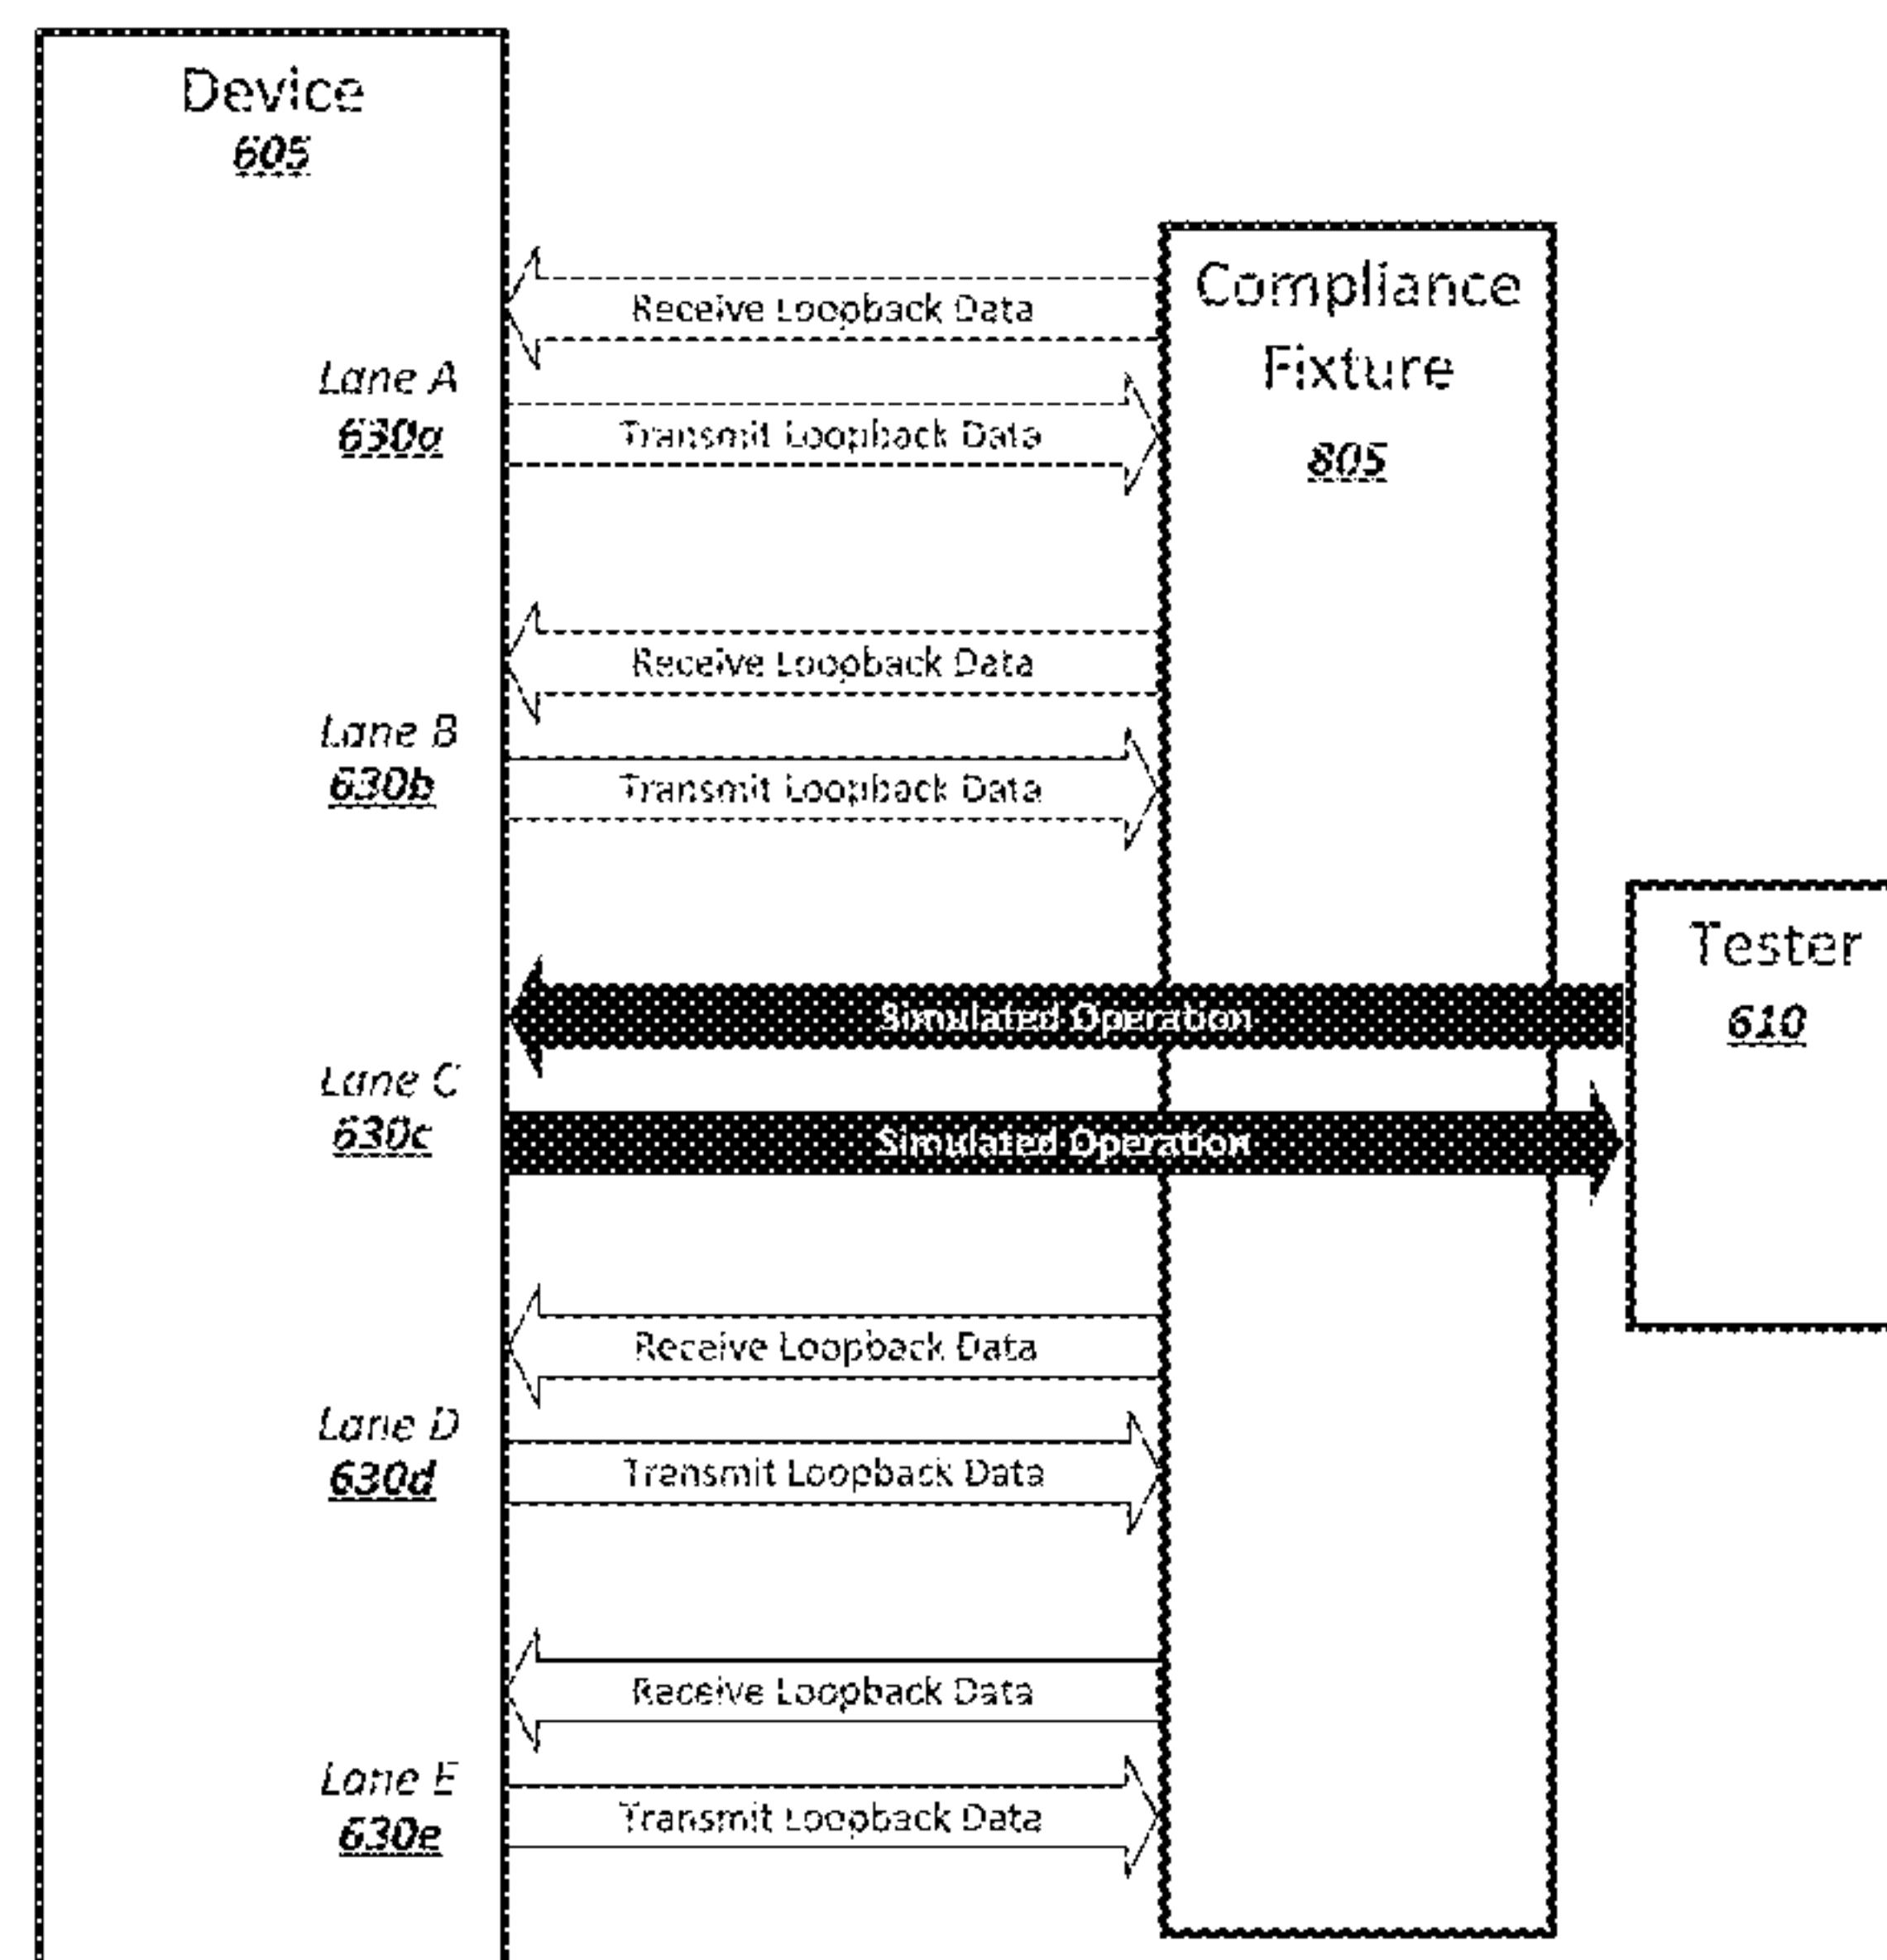 Device
605
Compliance
Fixture
805
Receive Loopback Data
Lane A
630a
Transmit Loopback Data
Receive Loopback Data
Lane B
630b
Transmit Loopback Data
Tester
610
Simulated Operation
Lane C
630c
Simulated Operation
Receive Loopback Data
Lane D
630d
Transmit Loopback Data
Receive Loopback Data
Lane E
630e
Transmit Loopback Data